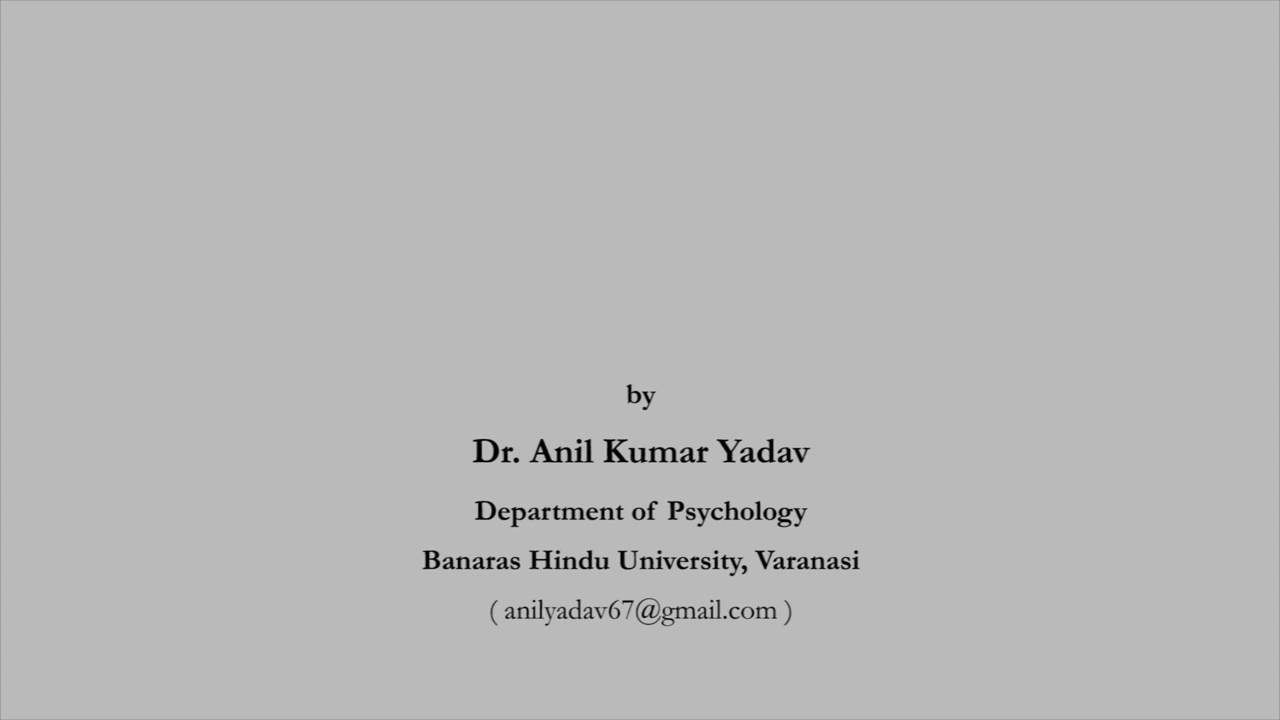 by
Dr. Anil Kumar Yadav
Department of Psychology
Banaras Hindu University, Varanasi
( anilyadav67@gmail.com )